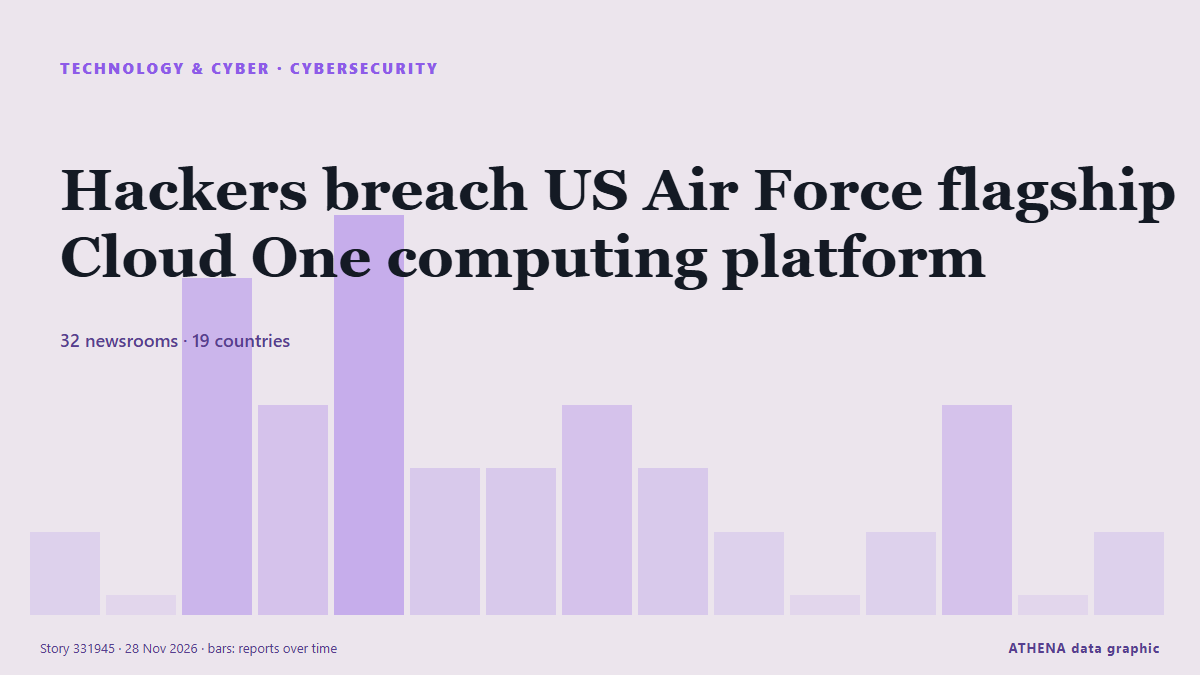 TECHNOLOGY & CYBER · CYBERSECURITY
Hackers breach US Air Force flagship
Cloud One computing platform
32 newsrooms · 19 countries
Story 331945 · 28 Nov 2026 · bars: reports over time
ATHENA data graphic